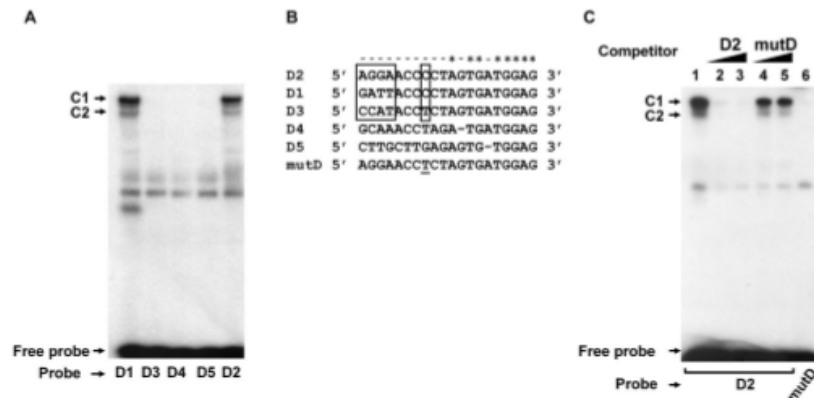 A
C1
C2
Free probe
Probe D1 D3 D4 D5 D2
B
----------*-**-*****
D2 5' AGGAACCCCTAGTGATGGAG 3'
D1 5' GATTACCCCTAGTGATGGAG 3'
D3 5' CCATACCTCTAGTGATGGAG 3'
D4 5' GCAAACCTAGA-TGATGGAG 3'
D5 5' CTTGCTTGAGAGTG-TGGAG 3'
mutD 5' AGGAACCTCTAGTGATGGAG 3'
C
Competitor D2 mutD
1 2 3 4 5 6
C1
C2
Free probe
Probe D2 mutD